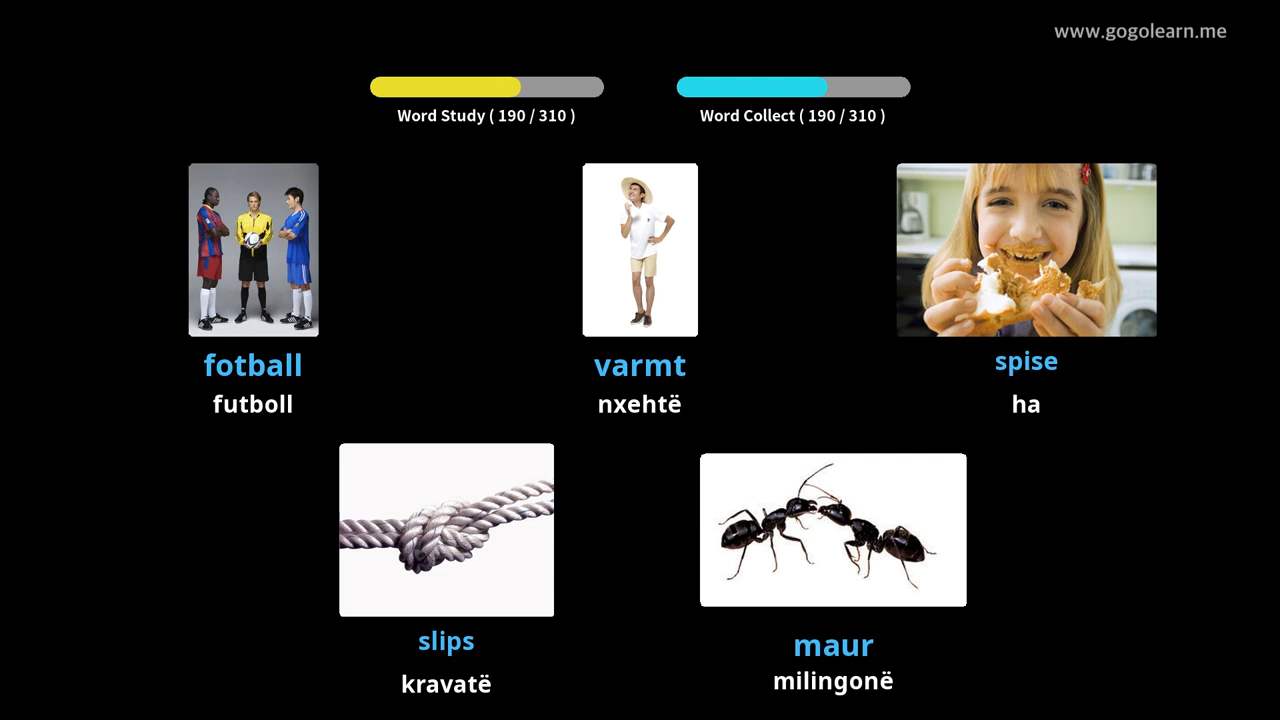 www.gogolearn.me
Word Study ( 190 / 310 )
Word Collect ( 190 / 310 )
fotball
futboll
varmt
nxehtë
spise
ha
slips
kravatë
maur
milingonë